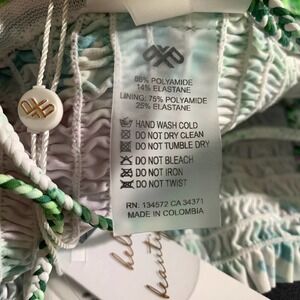 86% POLYAMIDE
14% ELASTANE
LINING: 75% POLYAMIDE
25% ELASTANE
HAND WASH COLD
DO NOT DRY CLEAN
DO NOT TUMBLE DRY
DO NOT BLEACH
DO NOT IRON
DO NOT TWIST
RN: 134572 CA 34371
MADE IN COLOMBIA